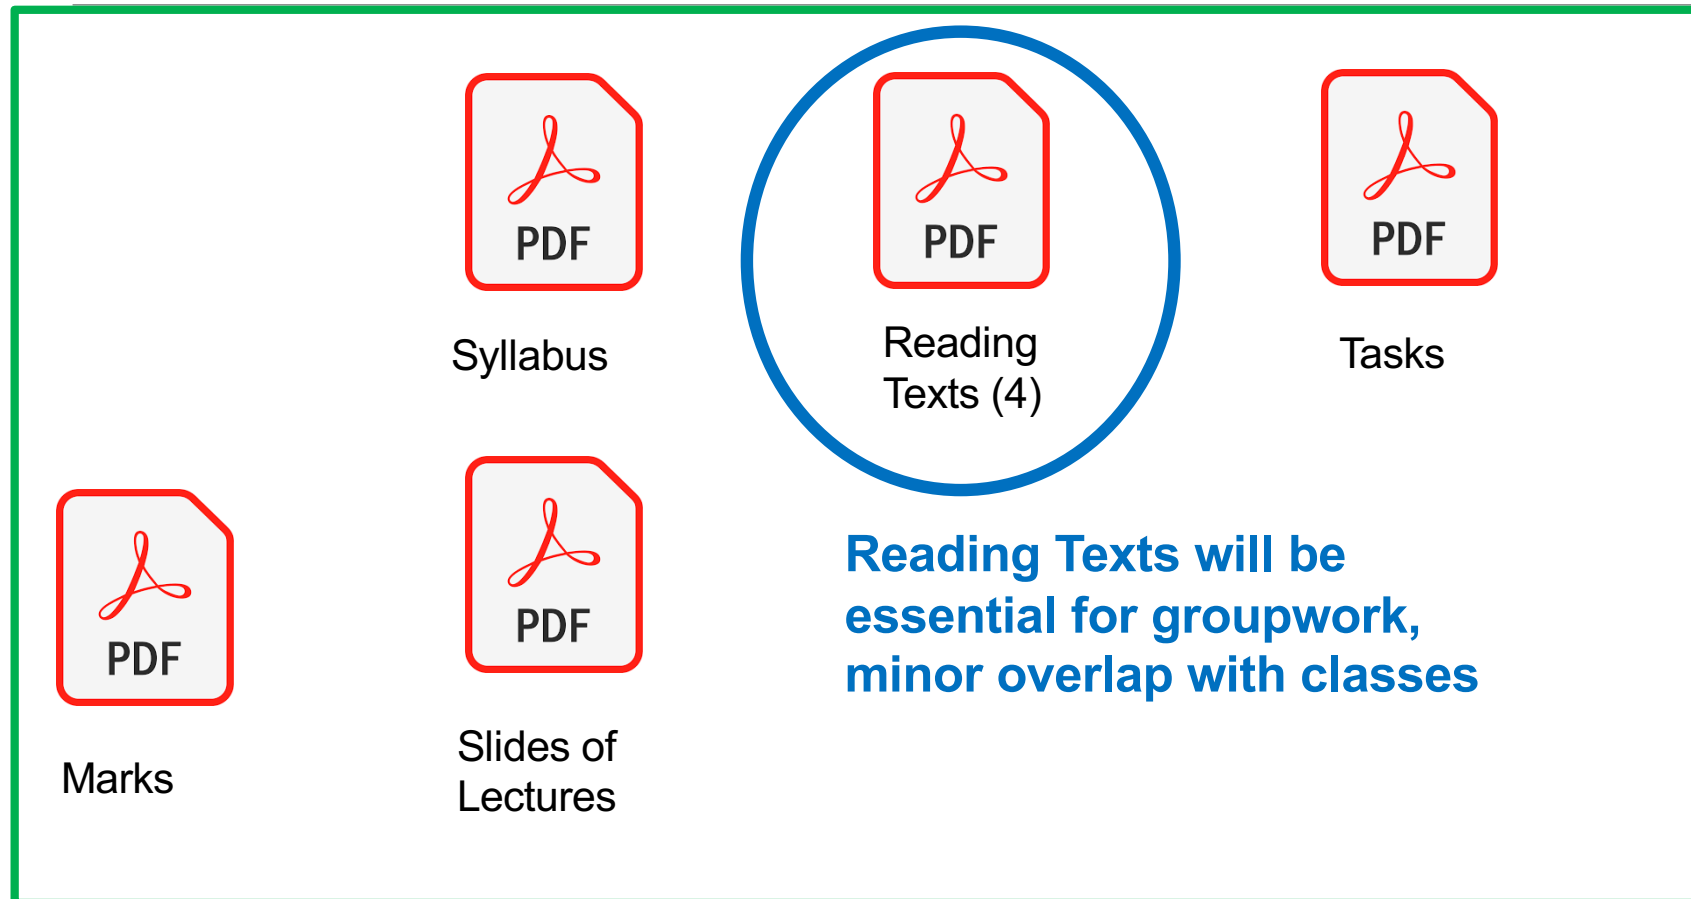 PDF
Syllabus
PDF
Reading
Texts (4)
PDF
Tasks
PDF
Marks
PDF
Slides of
Lectures
Reading Texts will be
essential for groupwork,
minor overlap with classes